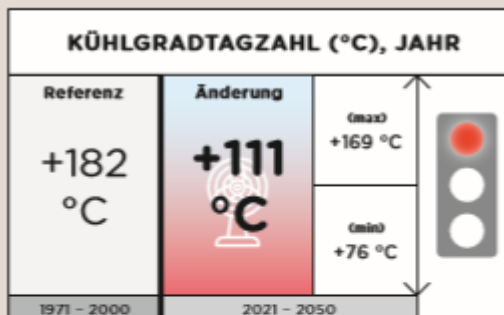 KÜHLGRADTAGZAHL (°C), JAHR
Referenz
+182
°C
Änderung
+111
°C
(max)
+169 °C
(min)
+76 °C
1971 – 2000
2021 – 2050